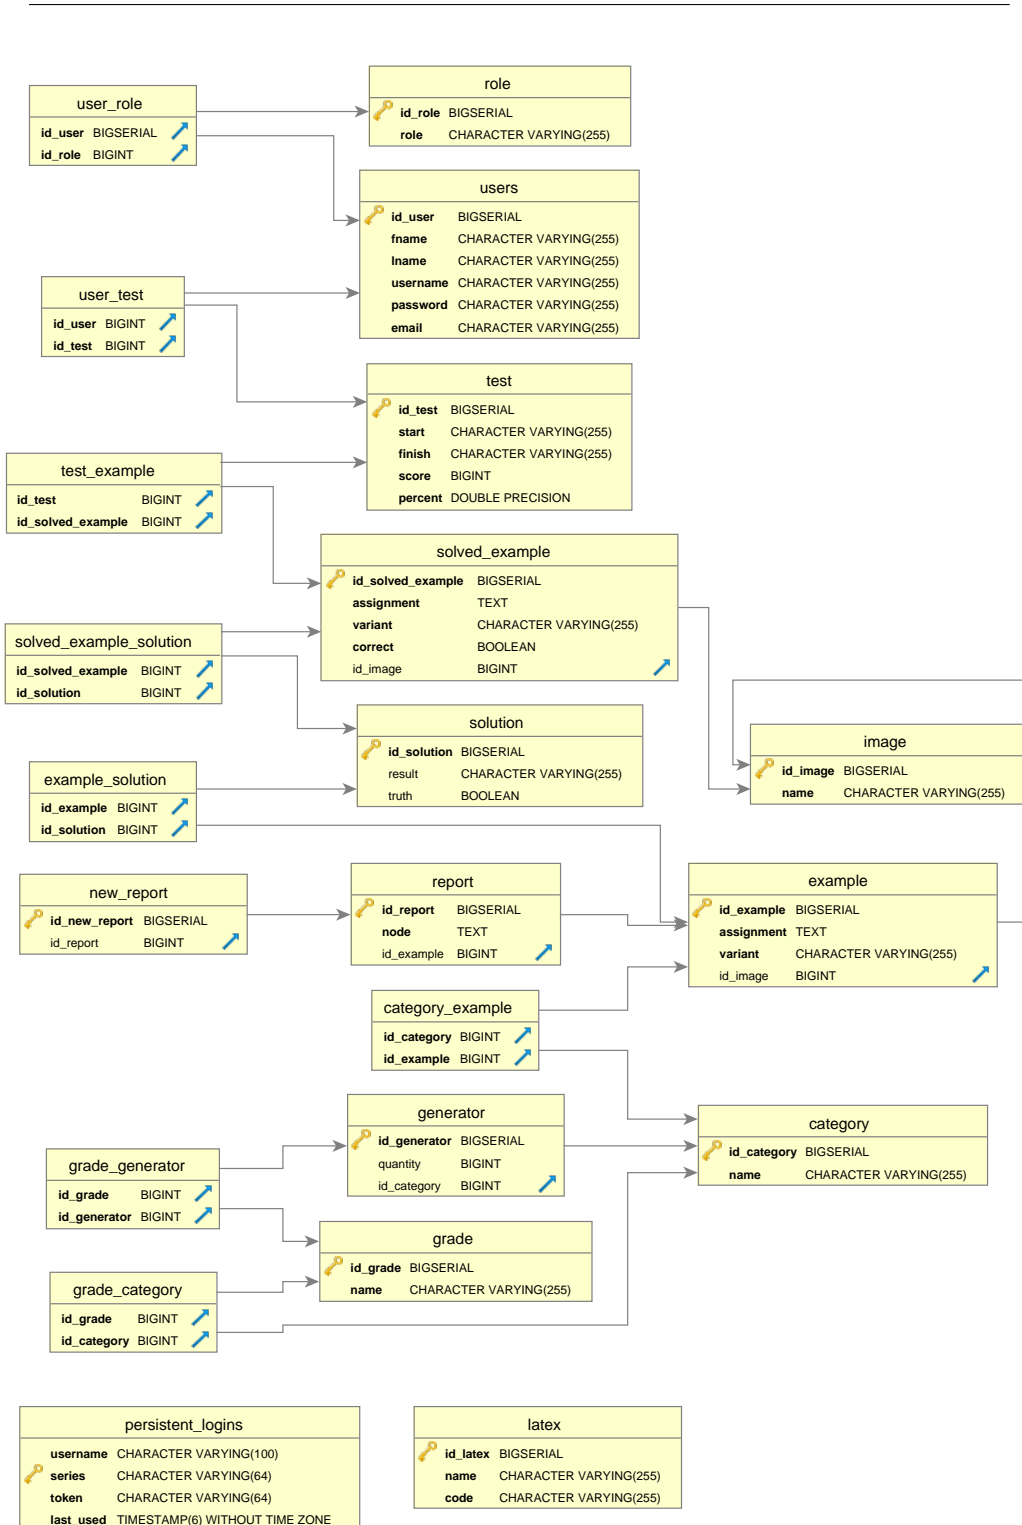 role
id_role BIGSERIAL
role CHARACTER VARYING(255)
user_role
id_user BIGSERIAL
id_role BIGINT
users
id_user BIGSERIAL
fname CHARACTER VARYING(255)
lname CHARACTER VARYING(255)
username CHARACTER VARYING(255)
password CHARACTER VARYING(255)
email CHARACTER VARYING(255)
user_test
id_user BIGINT
id_test BIGINT
test
id_test BIGSERIAL
start CHARACTER VARYING(255)
finish CHARACTER VARYING(255)
score BIGINT
percent DOUBLE PRECISION
test_example
id_test BIGINT
id_solved_example BIGINT
solved_example
id_solved_example BIGSERIAL
assignment TEXT
variant CHARACTER VARYING(255)
correct BOOLEAN
id_image BIGINT
solved_example_solution
id_solved_example BIGINT
id_solution BIGINT
solution
id_solution BIGSERIAL
result CHARACTER VARYING(255)
truth BOOLEAN
image
id_image BIGSERIAL
name CHARACTER VARYING(255)
example_solution
id_example BIGINT
id_solution BIGINT
new_report
id_new_report BIGSERIAL
id_report BIGINT
report
id_report BIGSERIAL
node TEXT
id_example BIGINT
example
id_example BIGSERIAL
assignment TEXT
variant CHARACTER VARYING(255)
id_image BIGINT
category_example
id_category BIGINT
id_example BIGINT
generator
id_generator BIGSERIAL
quantity BIGINT
id_category BIGINT
category
id_category BIGSERIAL
name CHARACTER VARYING(255)
grade_generator
id_grade BIGINT
id_generator BIGINT
grade
id_grade BIGSERIAL
name CHARACTER VARYING(255)
grade_category
id_grade BIGINT
id_category BIGINT
persistent_logins
username CHARACTER VARYING(100)
series CHARACTER VARYING(64)
token CHARACTER VARYING(64)
last_used TIMESTAMP(6) WITHOUT TIME ZONE
latex
id_latex BIGSERIAL
name CHARACTER VARYING(255)
code CHARACTER VARYING(255)